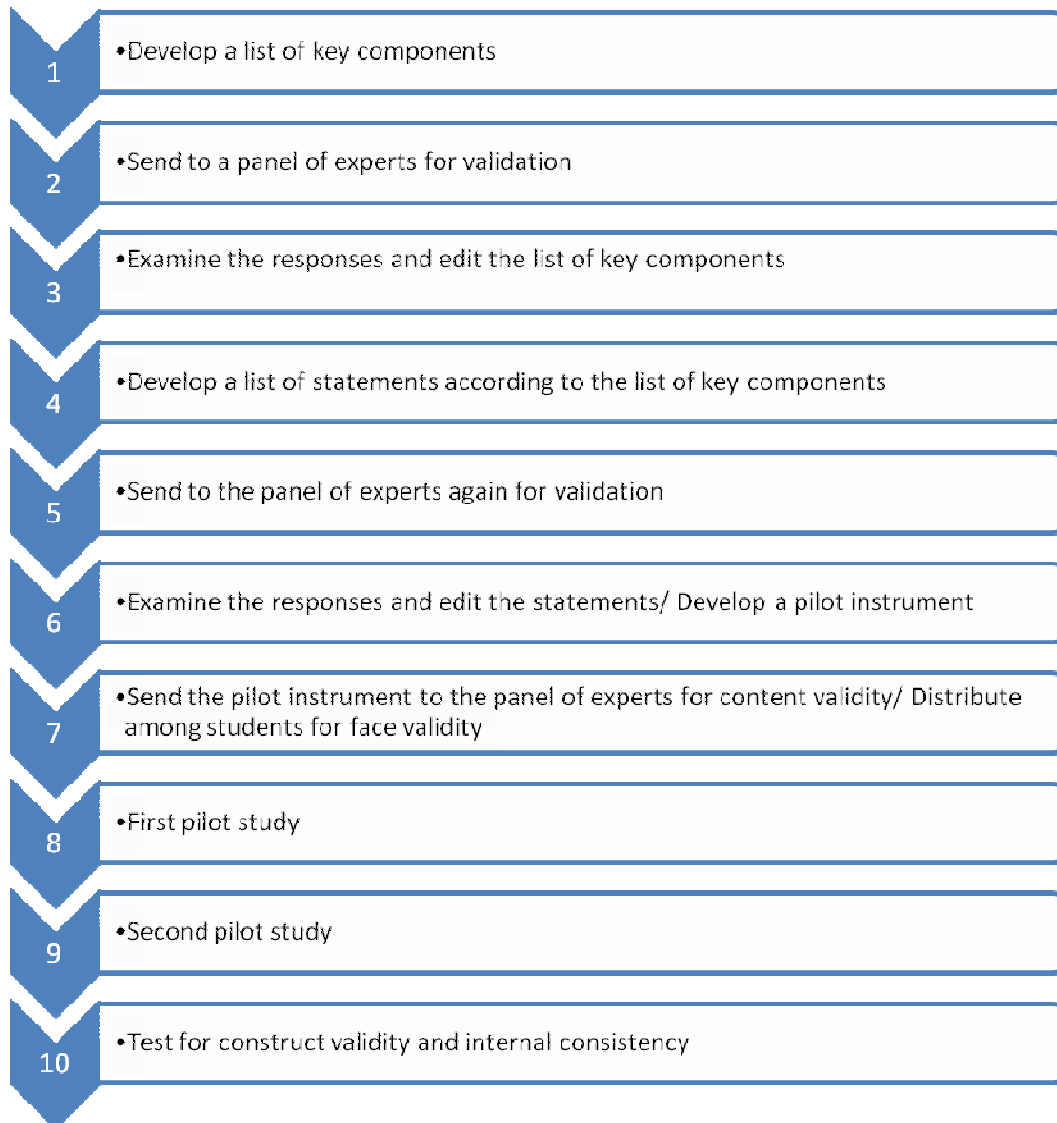 1
•Develop a list of key components
2
•Send to a panel of experts for validation
3
•Examine the responses and edit the list of key components
4
•Develop a list of statements according to the list of key components
5
•Send to the panel of experts again for validation
6
•Examine the responses and edit the statements/ Develop a pilot instrument
7
•Send the pilot instrument to the panel of experts for content validity/ Distribute
among students for face validity
8
•First pilot study
9
•Second pilot study
10
•Test for construct validity and internal consistency